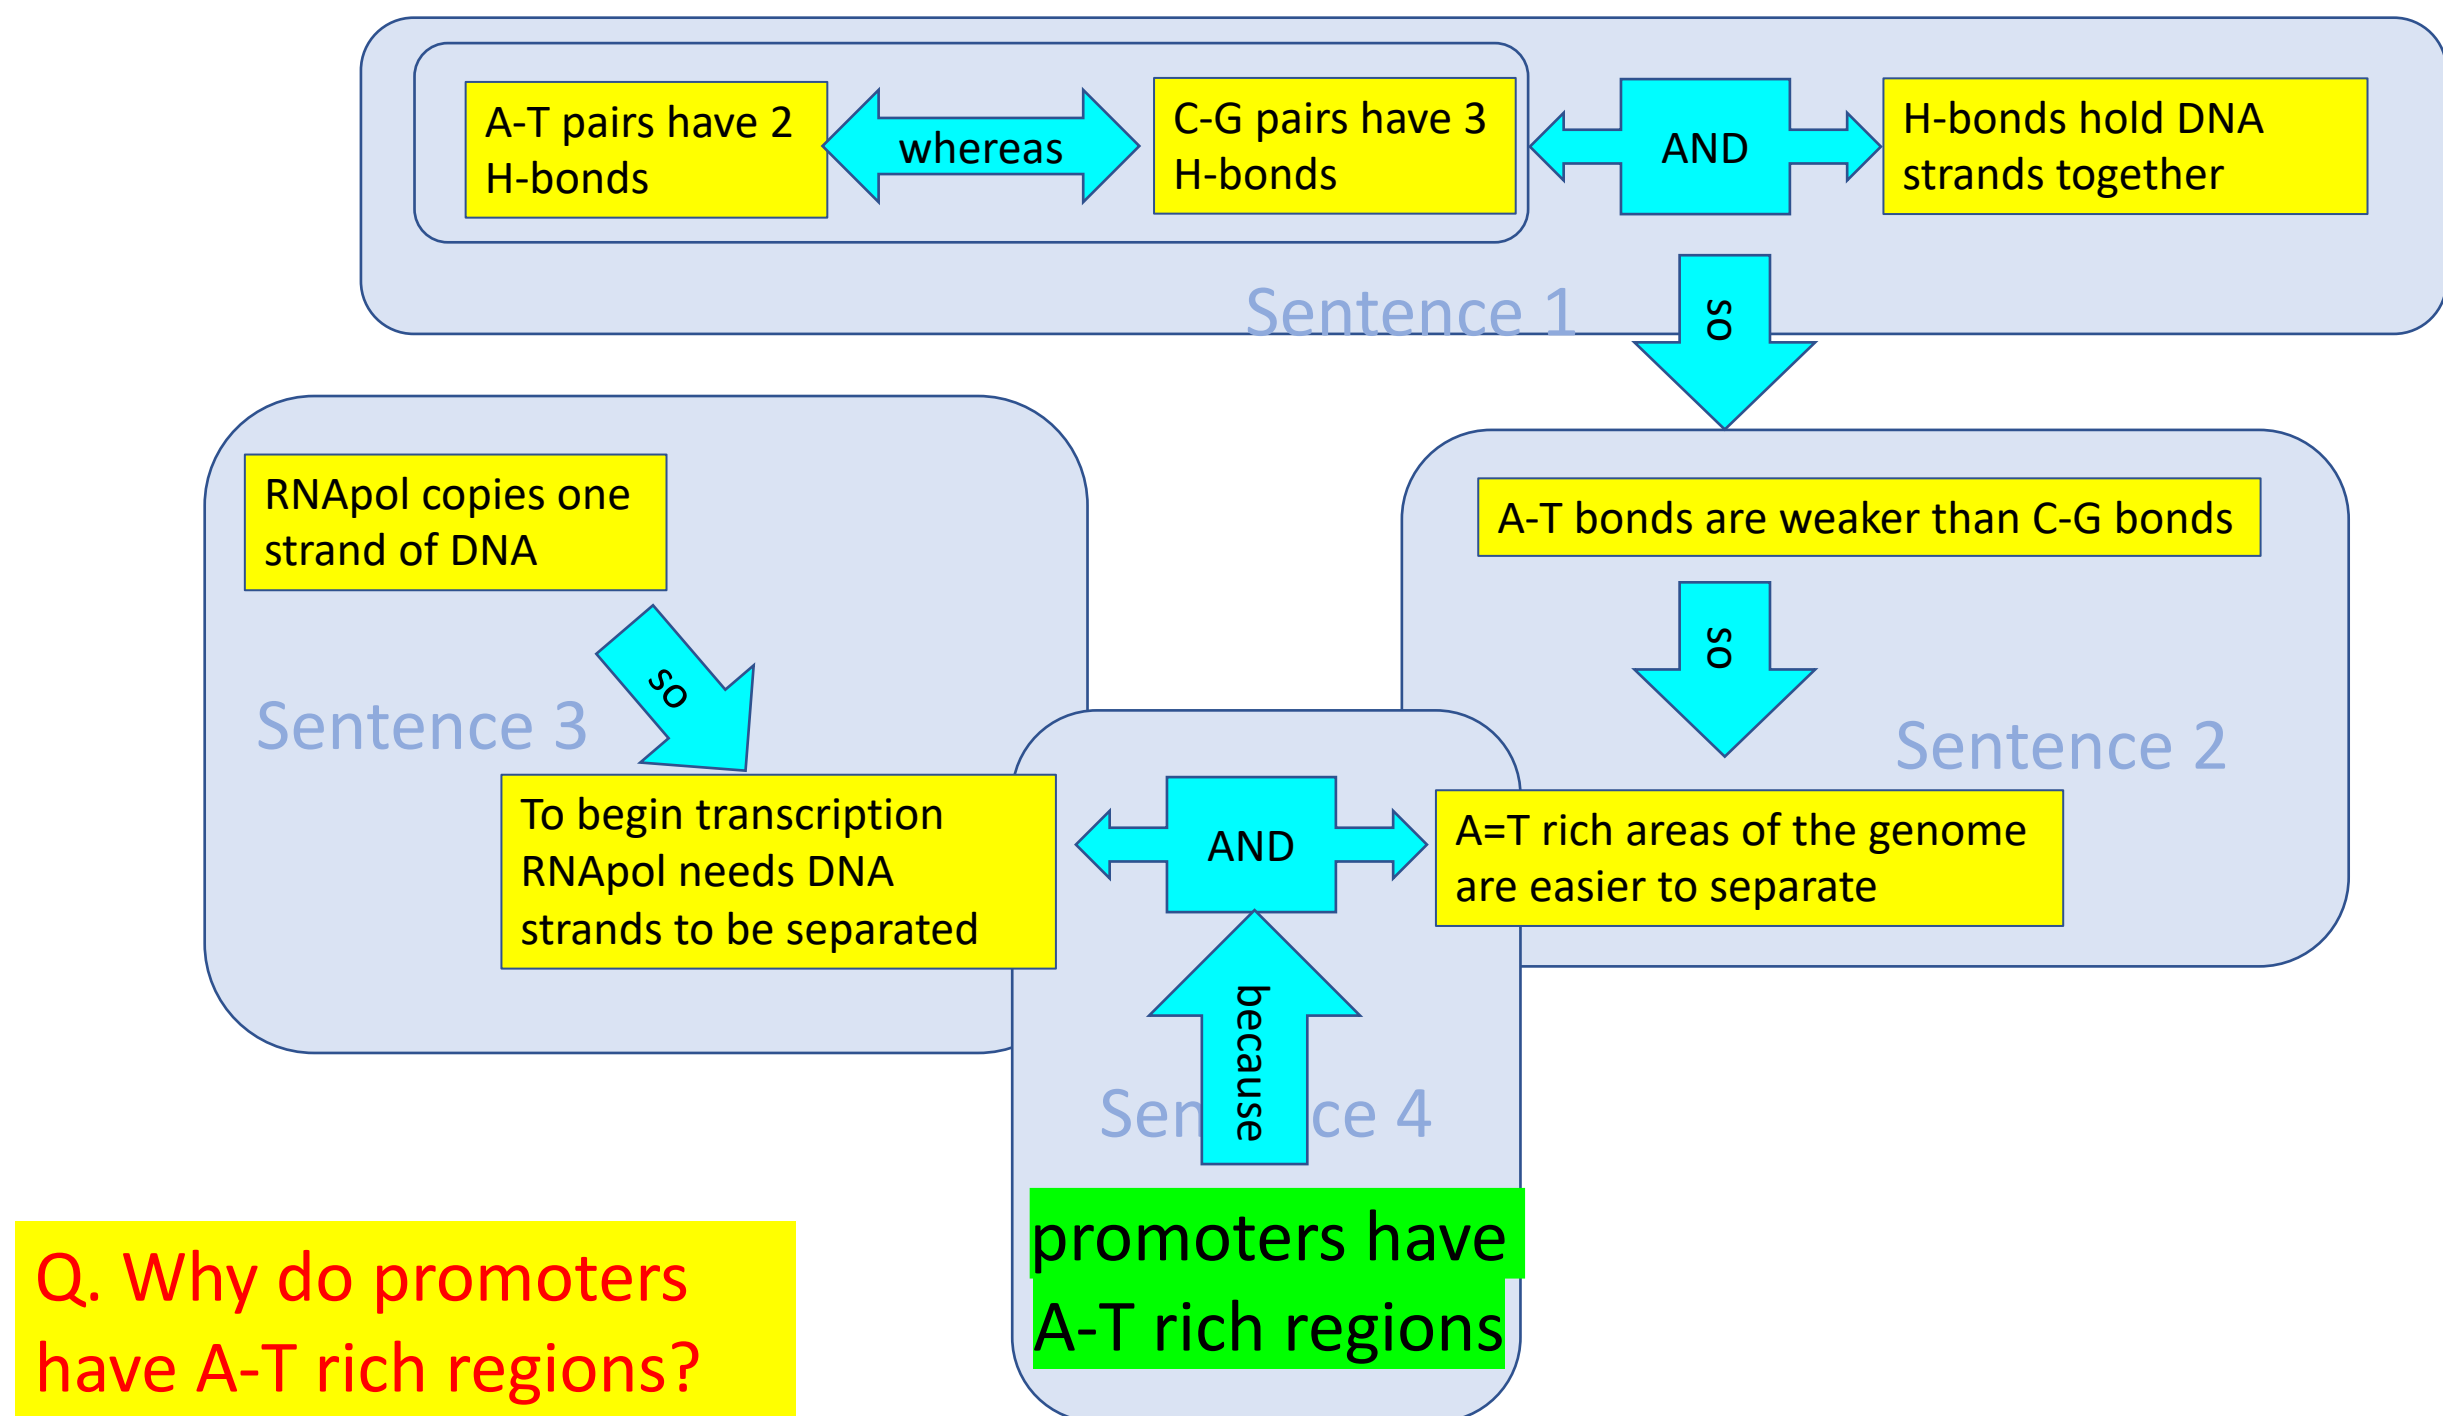 A-T pairs have 2
H-bonds
whereas
C-G pairs have 3
H-bonds
AND
H-bonds hold DNA
strands together
Sentence 1
so
RNApol copies one
strand of DNA
so
Sentence 3
To begin transcription
RNApol needs DNA
strands to be separated
A-T bonds are weaker than C-G bonds
so
Sentence 2
AND
A=T rich areas of the genome
are easier to separate
because
Sentence 4
promoters have
A-T rich regions
Q. Why do promoters
have A-T rich regions?